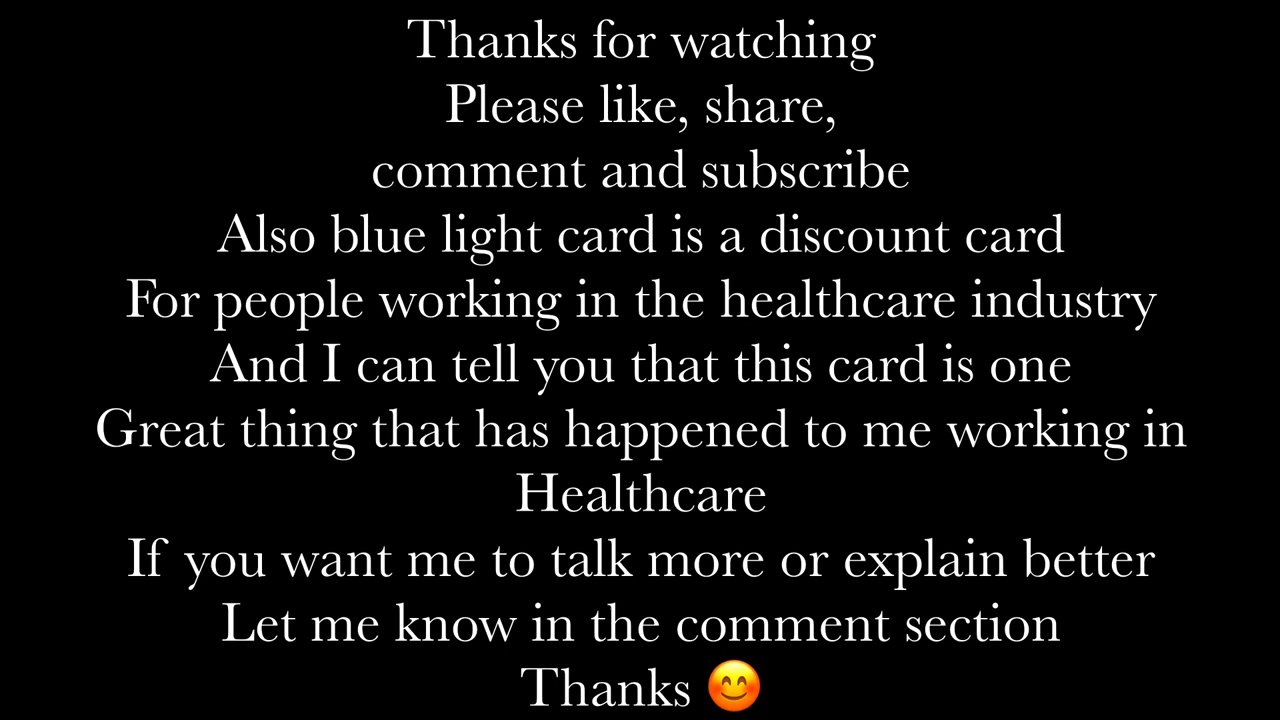 Thanks for watching
Please like, share,
comment and subscribe
Also blue light card is a discount card
For people working in the healthcare industry
And I can tell you that this card is one
Great thing that has happened to me working in
Healthcare
If you want me to talk more or explain better
Let me know in the comment section
Thanks 😊